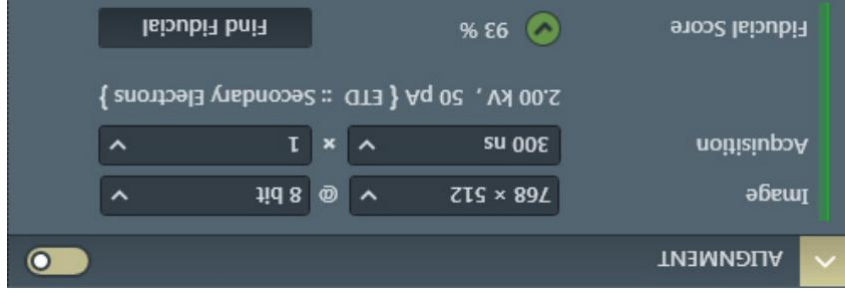 ALIGNMENT
Image 768 × 512 @ 8 bit
Acquisition 300 ns × 1
2.00 kV, 50 pA { ETD :: Secondary Electrons }
Fiducial Score 93 % Find Fiducial